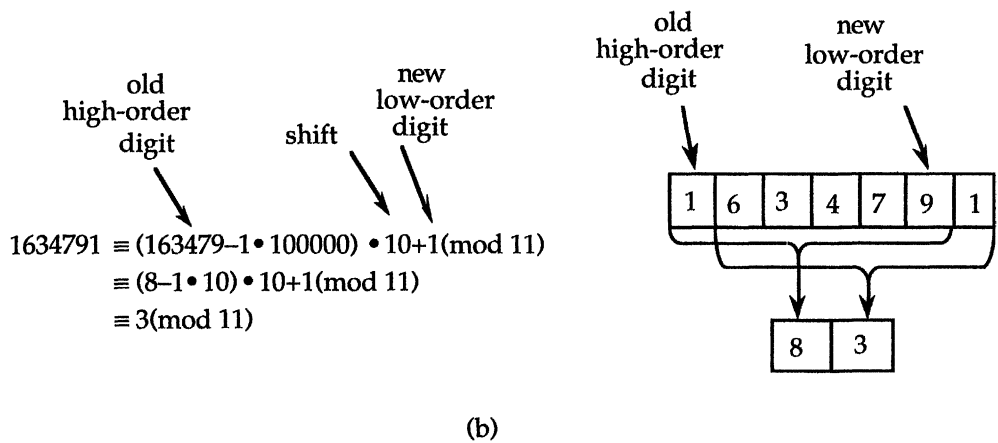 old
high-order
digit
shift
new
low-order
digit
1634791 ≡ (163479–1•100000) •10+1(mod 11)
≡ (8–1•10)•10+1(mod 11)
≡ 3(mod 11)
old
high-order
digit
new
low-order
digit
1 6 3 4 7 9 1
8 3
(b)